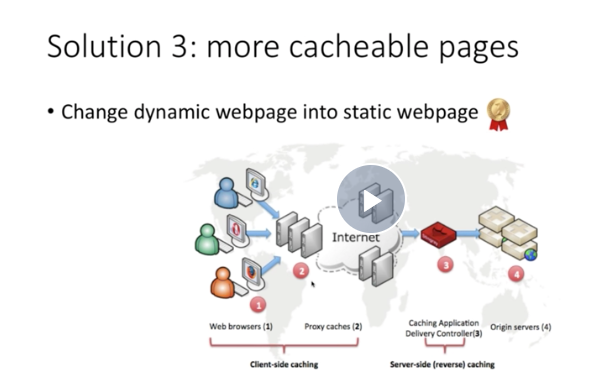 Solution 3: more cacheable pages
• Change dynamic webpage into static webpage
Internet
1
2
3
4
Web browsers (1)
Proxy caches (2)
Caching Application
Delivery Controller(3)
Origin servers (4)
Client-side caching
Server-side (reverse) caching